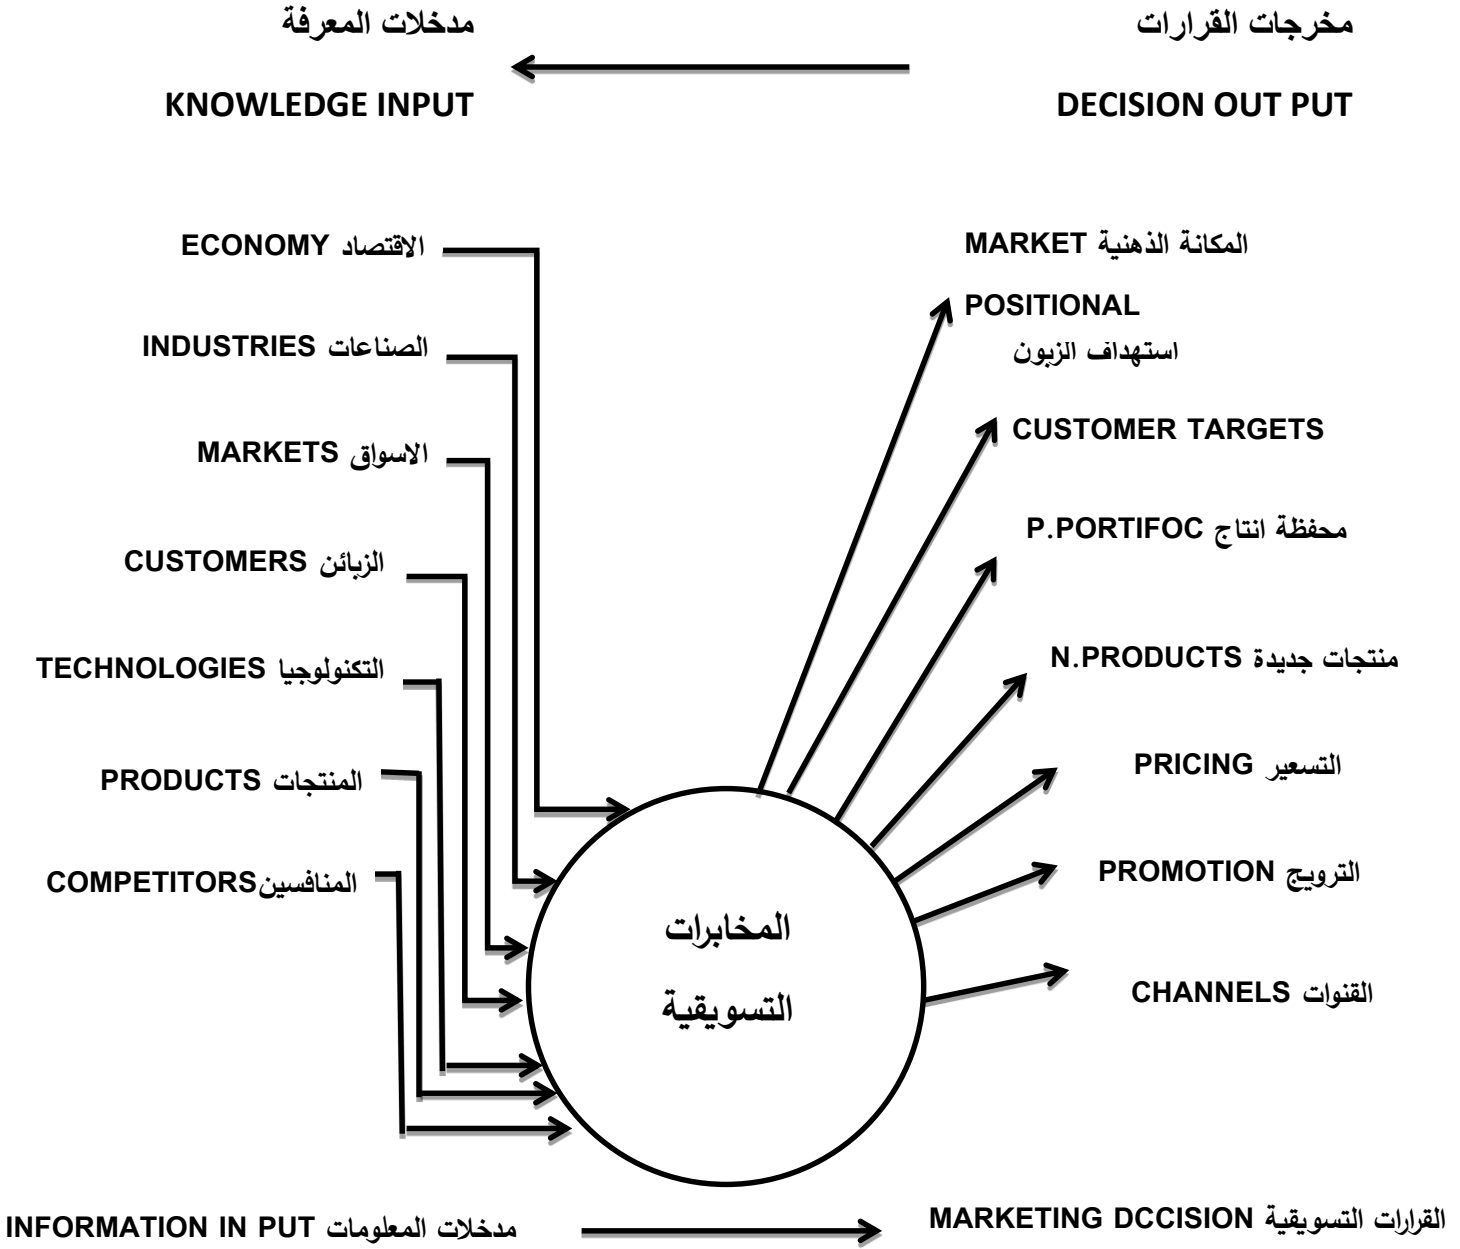 مدخلات المعرفة
KNOWLEDGE INPUT
مخرجات القرارات
DECISION OUT PUT
ECONOMY الاقتصاد
INDUSTRIES الصناعات
MARKETS الاسواق
CUSTOMERS الزبائن
TECHNOLOGIES التكنولوجيا
PRODUCTS المنتجات
COMPETITORS المنافسين
المخابرات
التسويقية
MARKET المكانة الذهنية
POSITIONAL
استهداف الزبون
CUSTOMER TARGETS
P.PORTIFOC محفظة انتاج
N.PRODUCTS منتجات جديدة
PRICING التسعير
PROMOTION الترويج
CHANNELS القنوات
INFORMATION IN PUT مدخلات المعلومات
MARKETING DCCISION القرارات التسويقية